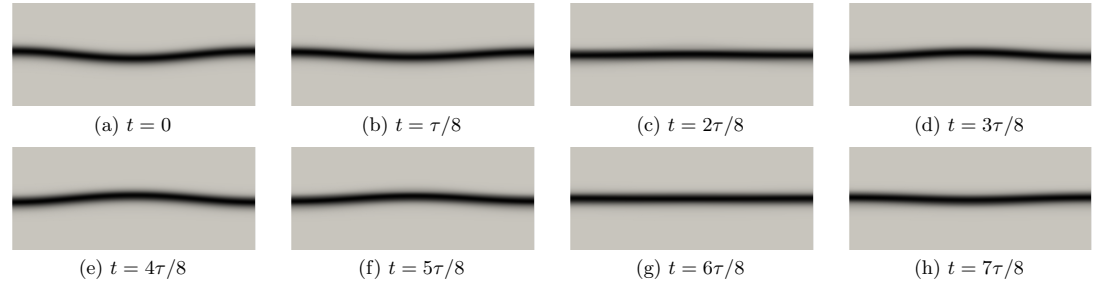 (a) t = 0
(b) t = τ/8
(c) t = 2τ/8
(d) t = 3τ/8
(e) t = 4τ/8
(f) t = 5τ/8
(g) t = 6τ/8
(h) t = 7τ/8